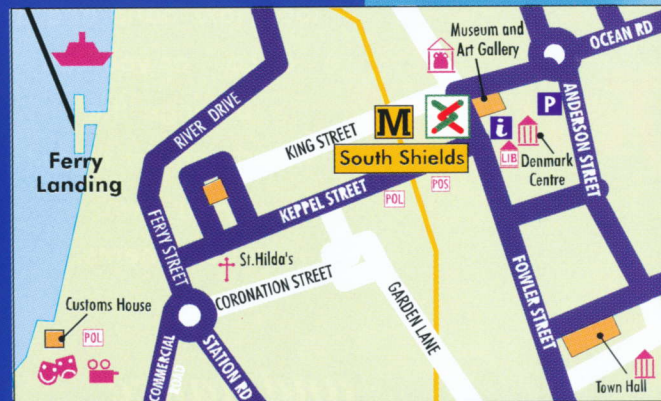 Museum and
Art Gallery
OCEAN RD
RIVER DRIVE
P
ANDERSON STREET
M
i
KING STREET
Ferry
Landing
South Shields
LIB
Denmark
Centre
KEPPEL STREET
POS
POL
FERYY STREET
St.Hilda's
CORONATION STREET
GARDEN LANE
FOWLER STREET
Customs House
POL
COMMERCIAL
ROAD
STATION RD
Town Hall